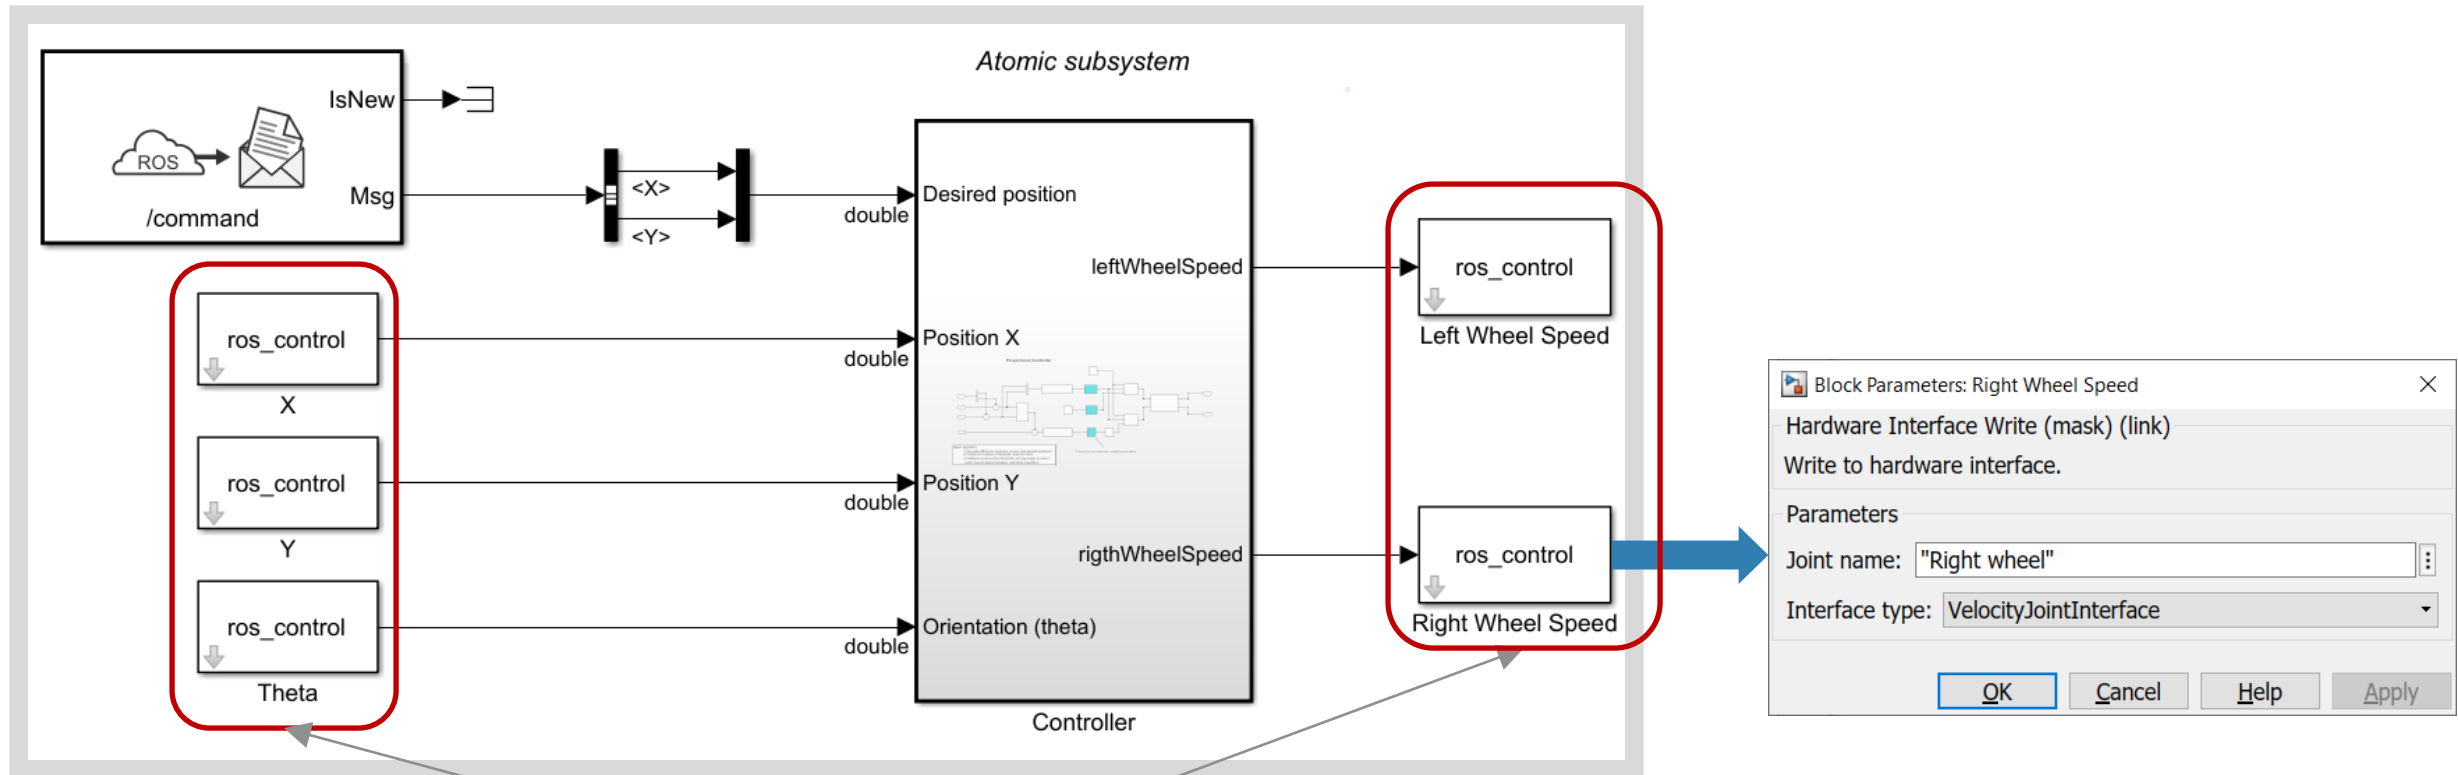 Atomic subsystem
IsNew
ROS
Msg
/command
<X>
<Y>
Desired position
double
leftWheelSpeed
ros_control
Left Wheel Speed
ros_control
X
Position X
double
ros_control
Y
Position Y
double
rigthWheelSpeed
ros_control
Right Wheel Speed
ros_control
Theta
Orientation (theta)
double
Controller
Block Parameters: Right Wheel Speed
Hardware Interface Write (mask) (link)
Write to hardware interface.
Parameters
Joint name: "Right wheel"
Interface type: VelocityJointInterface
OK Cancel Help Apply